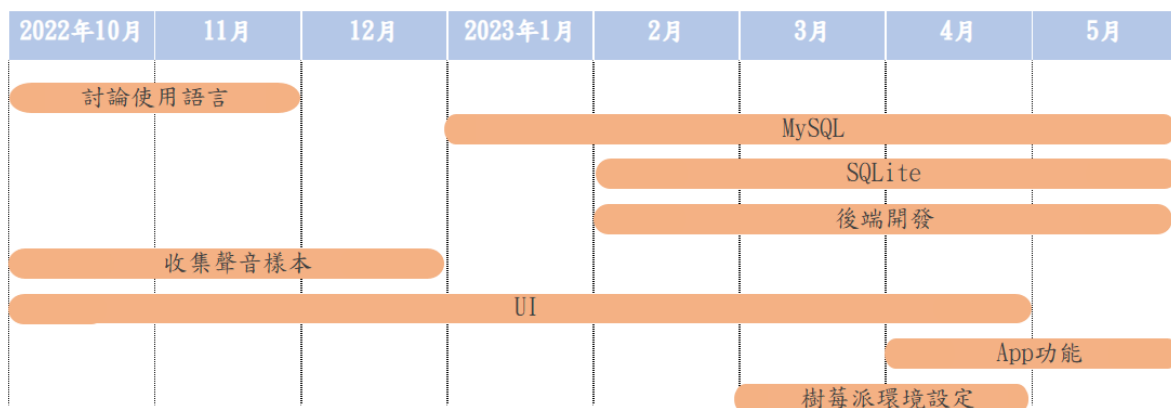 2022年10月 11月 12月 2023年1月 2月 3月 4月 5月
討論使用語言
MySQL
SQLite
後端開發
收集聲音樣本
UI
App功能
樹莓派環境設定